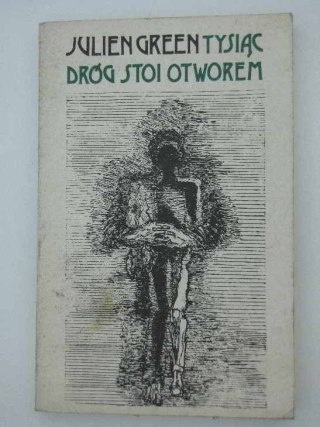 JULIEN GREEN TYSIĄC
DRÓG STOI OTWOREM